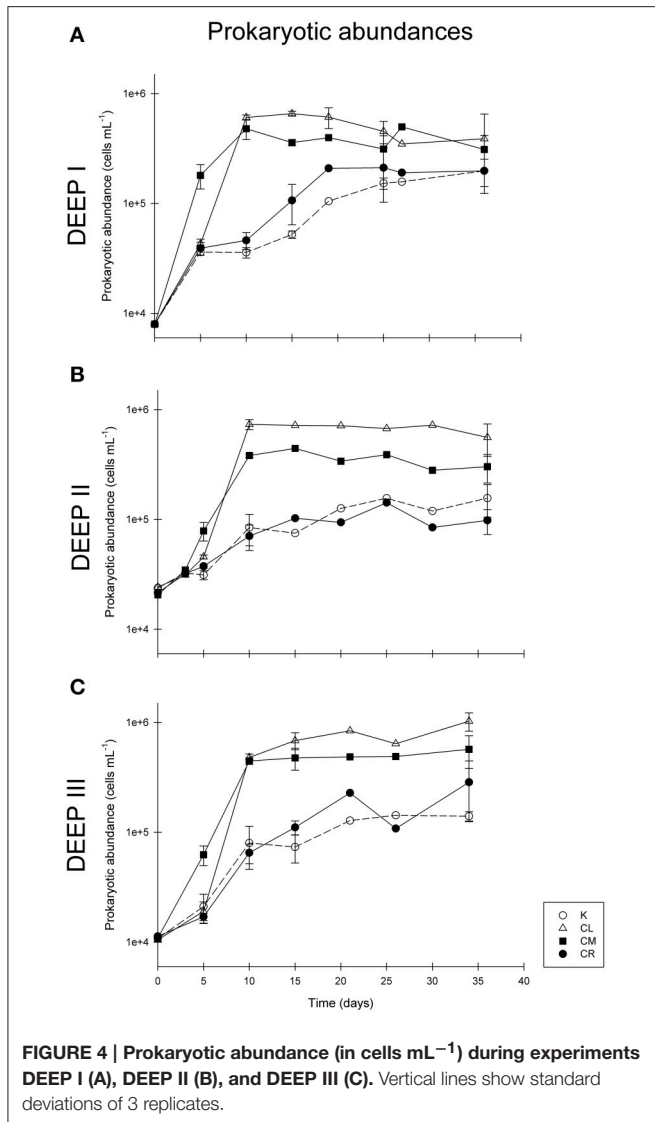 A
Prokaryotic abundances
DEEP I
Prokaryotic abundance (cells mL⁻¹)
1e+6
1e+5
1e+4
B
DEEP II
Prokaryotic abundance (cells mL⁻¹)
1e+6
1e+5
1e+4
C
DEEP III
Prokaryotic abundance (cells mL⁻¹)
1e+6
1e+5
1e+4
0 5 10 15 20 25 30 35 40
Time (days)
K
CL
CM
CR
FIGURE 4 | Prokaryotic abundance (in cells mL⁻¹) during experiments
DEEP I (A), DEEP II (B), and DEEP III (C). Vertical lines show standard
deviations of 3 replicates.